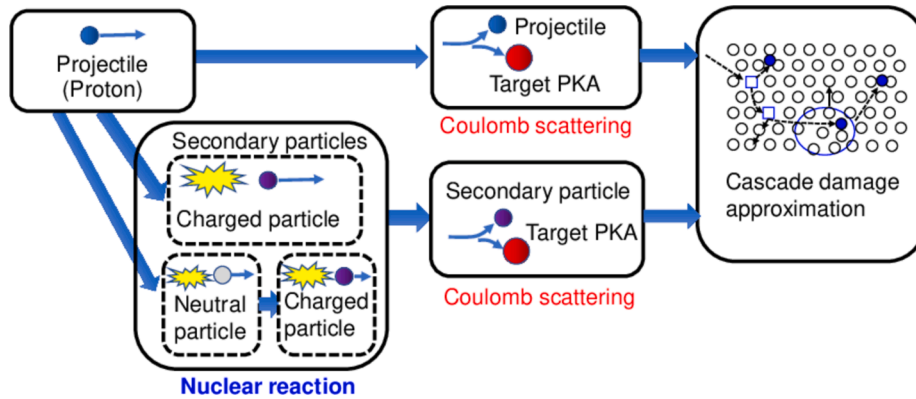 Projectile
(Proton)
Projectile
Target PKA
Coulomb scattering
Secondary particles
Charged particle
Neutral
particle
Charged
particle
Nuclear reaction
Secondary particle
Target PKA
Coulomb scattering
Cascade damage
approximation